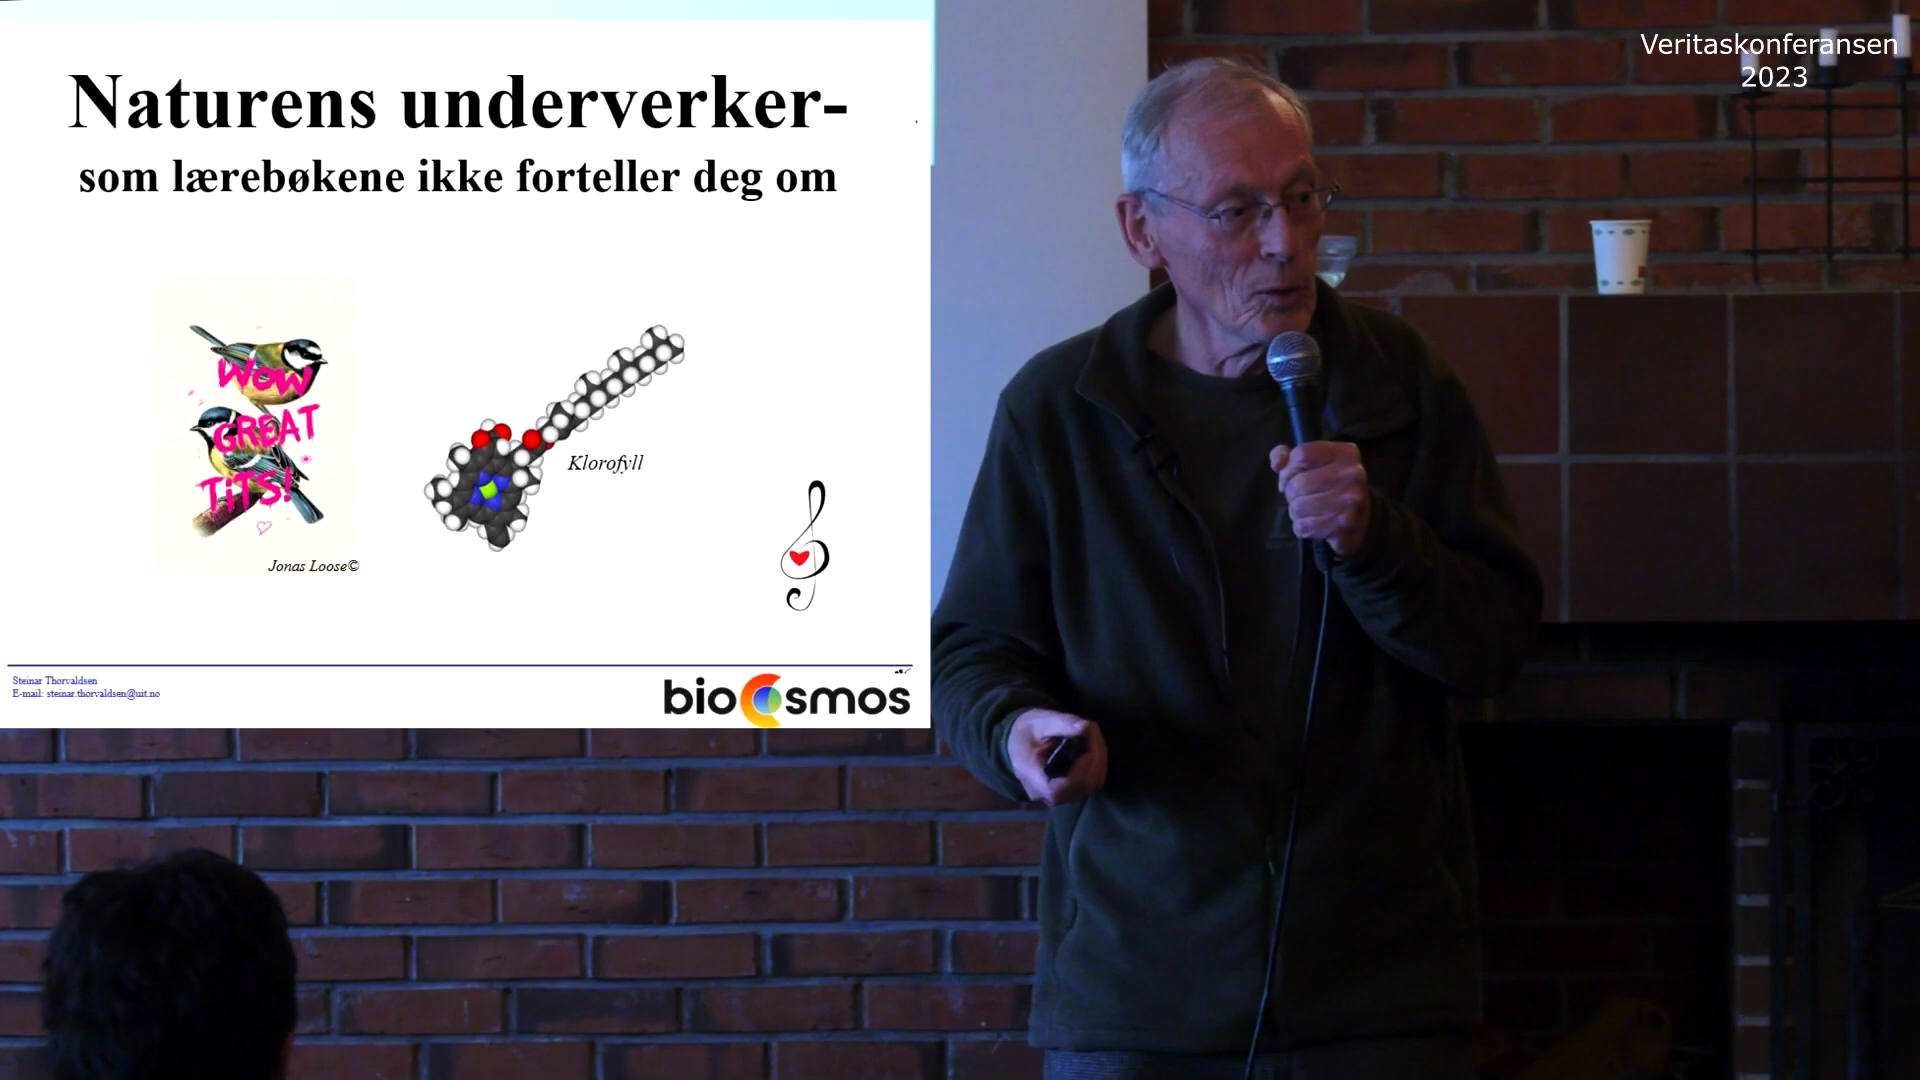 Naturens underverker-
som lærebøkene ikke forteller deg om
WOW
GREAT
TiTS!
Klorofyll
Jonas Loose©
Steinar Thorvaldsen
E-mail: steinar.thorvaldsen@uit.no
bioCosmos
Veritaskonferansen
2023